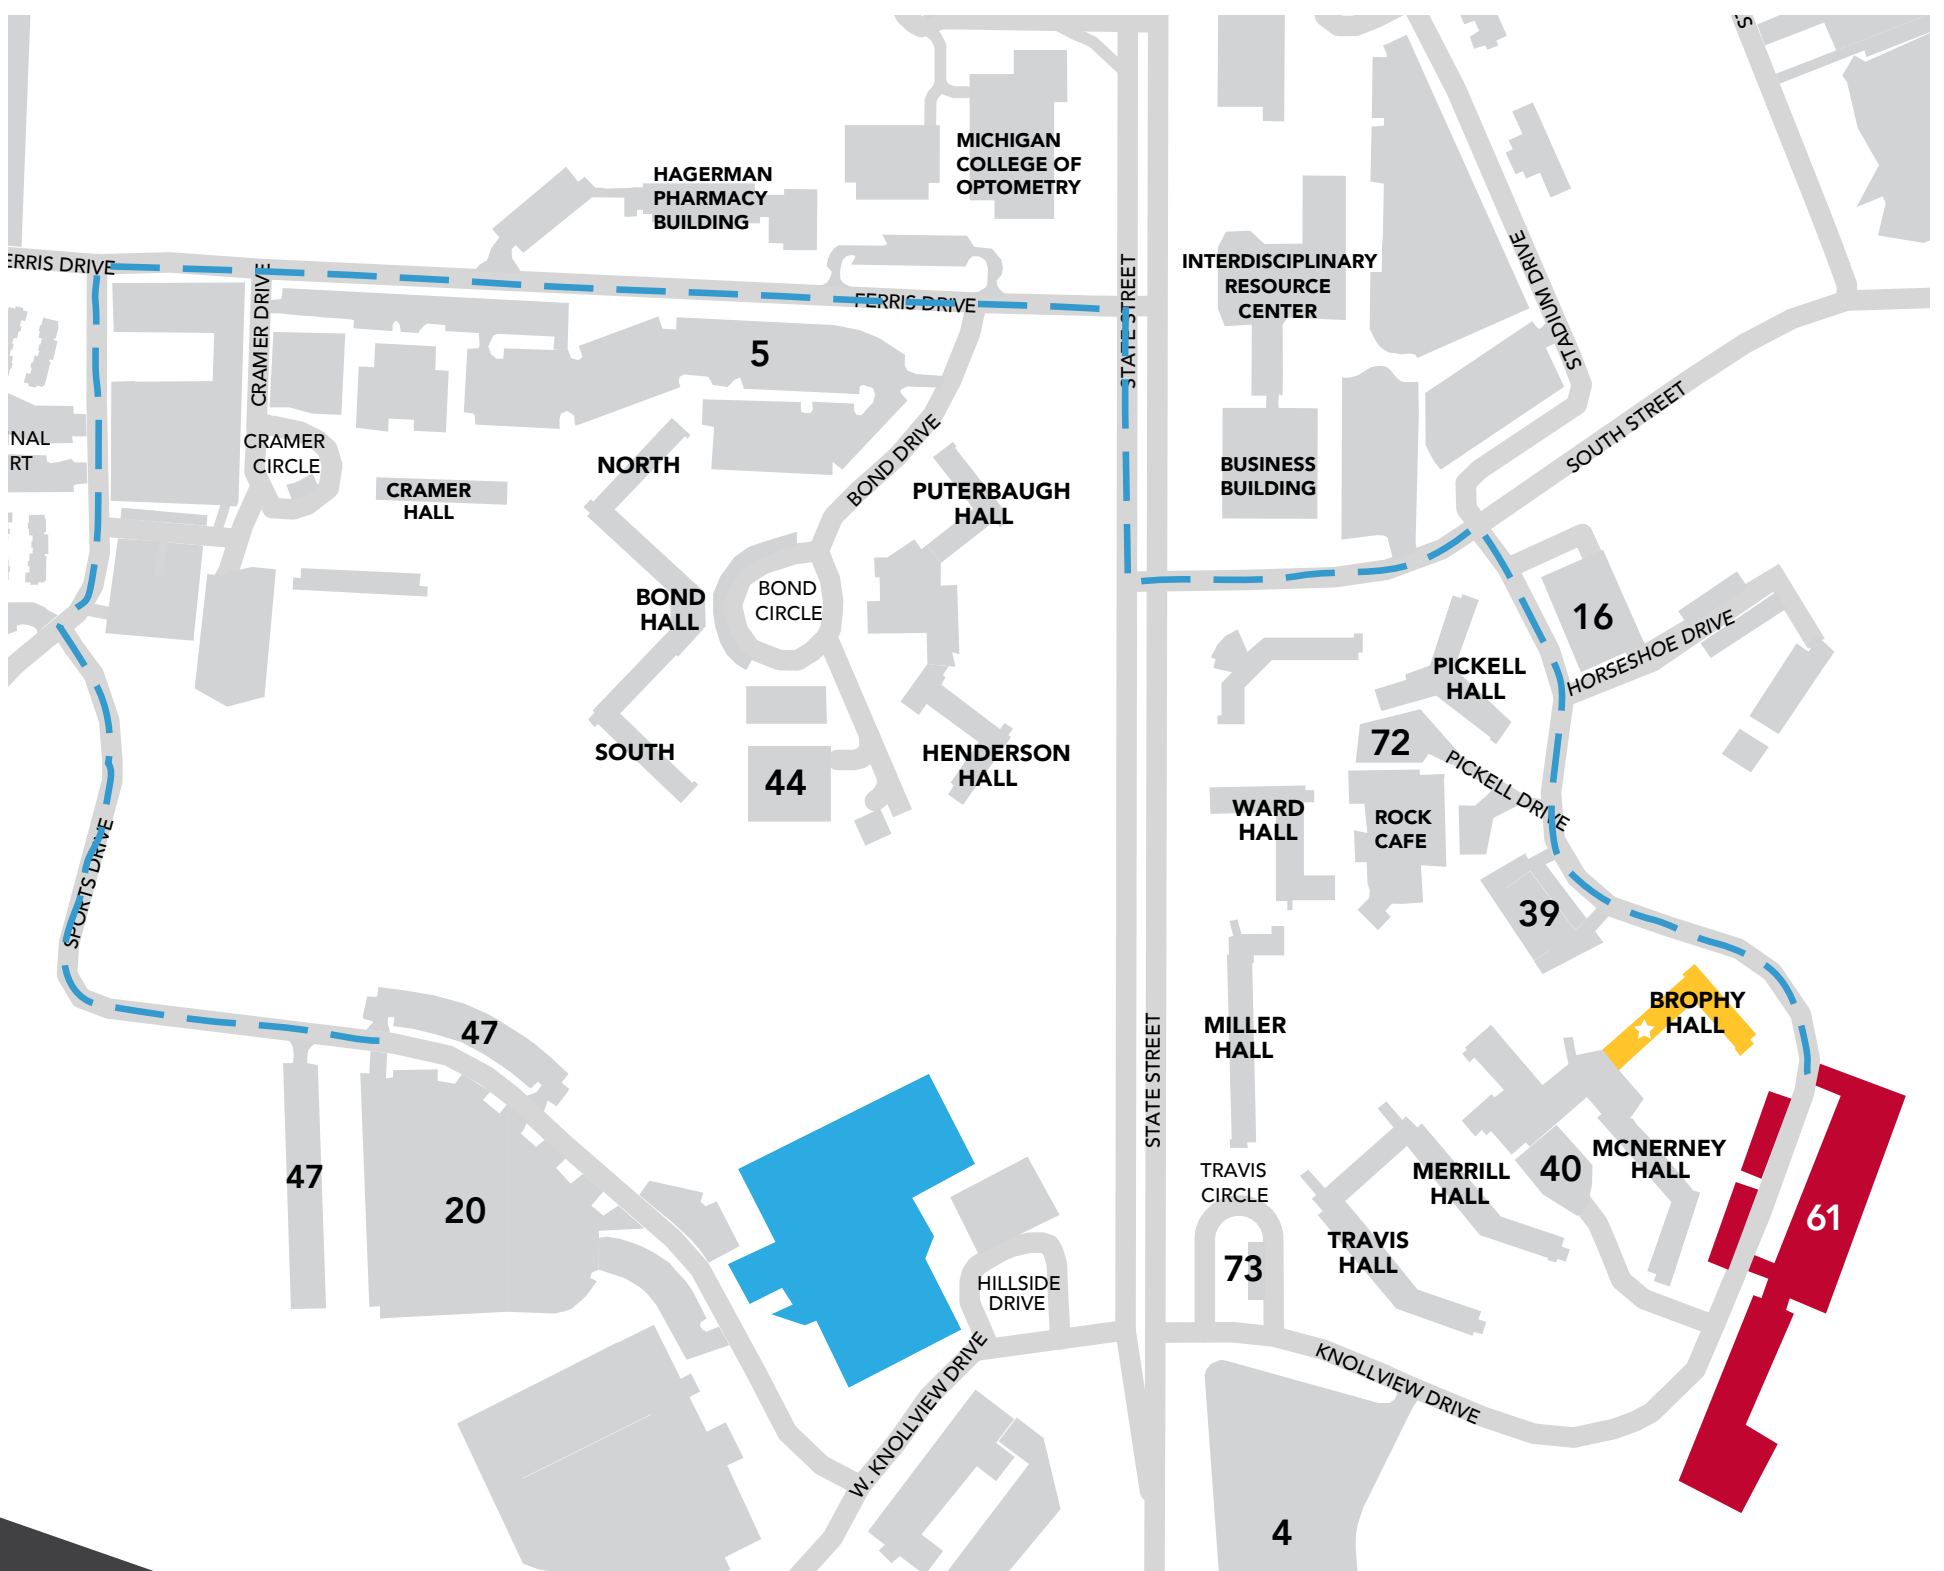 S
MICHIGAN
COLLEGE OF
OPTOMETRY
HAGERMAN
PHARMACY
BUILDING
ERRIS DRIVE
CRAMER DRIVE
FERRIS DRIVE
STATE STREET
INTERDISCIPLINARY
RESOURCE
CENTER
STADIUM DRIVE
5
SOUTH STREET
NAL
RT
CRAMER
CIRCLE
CRAMER
HALL
NORTH
BOND DRIVE
PUTERBAUGH
HALL
BUSINESS
BUILDING
BOND
HALL
BOND
CIRCLE
16
HORSESHOE DRIVE
PICKELL
HALL
SOUTH
44
HENDERSON
HALL
72
PICKELL DRIVE
WARD
HALL
ROCK
CAFE
SPORTS DRIVE
39
47
MILLER
HALL
STATE STREET
BROPHY
HALL
47
20
TRAVIS
CIRCLE
MERRILL
HALL
40
MCNERNEY
HALL
61
73
TRAVIS
HALL
HILLSIDE
DRIVE
W. KNOLLVIEW DRIVE
KNOLLVIEW DRIVE
4